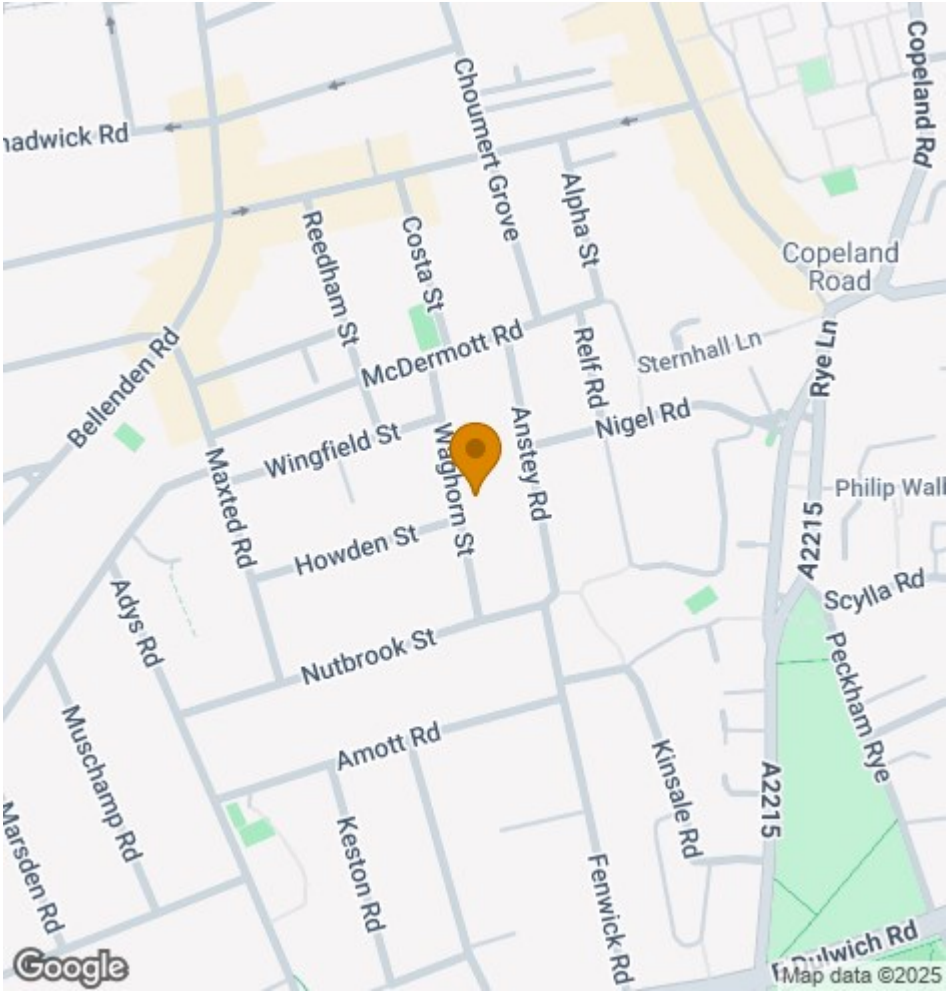 Copeland Rd
Choumert Grove
hadwick Rd
Alpha St
Reedham St
Costa St
Copeland
Road
Bellenden Rd
McDermott Rd
Relf Rd
Sternhall Ln
Rye Ln
Anstey Rd
Nigel Rd
Wingfield St
Waghorn St
Maxted Rd
Philip Wal
Howden St
A2215
Scylla Rd
Adys Rd
Nutbrook St
Peckham Rye
Muschamp Rd
Amott Rd
Kinsale Rd
A2215
Marsden Rd
Keston Rd
Fenwick Rd
Dulwich Rd
Google
Map data ©2025